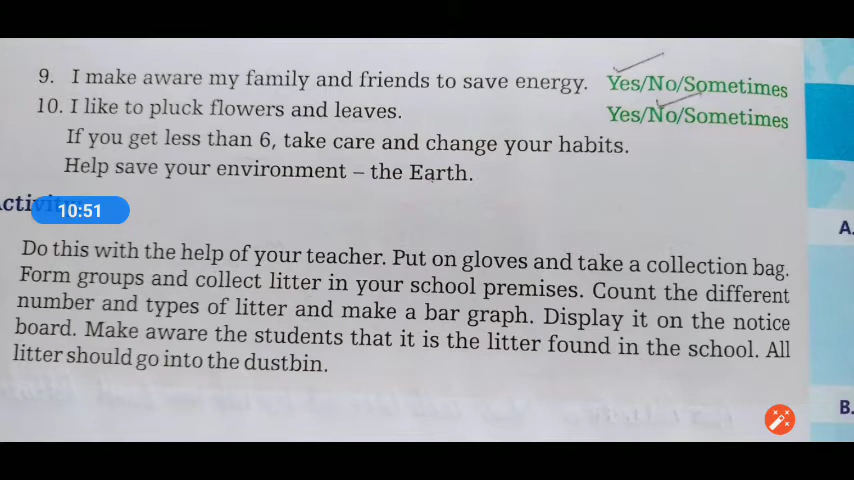 9. I make aware my family and friends to save energy. Yes/No/Sometimes
10. I like to pluck flowers and leaves. Yes/No/Sometimes
If you get less than 6, take care and change your habits.
Help save your environment – the Earth.
10:51
Do this with the help of your teacher. Put on gloves and take a collection bag.
Form groups and collect litter in your school premises. Count the different
number and types of litter and make a bar graph. Display it on the notice
board. Make aware the students that it is the litter found in the school. All
litter should go into the dustbin.
A.
B.